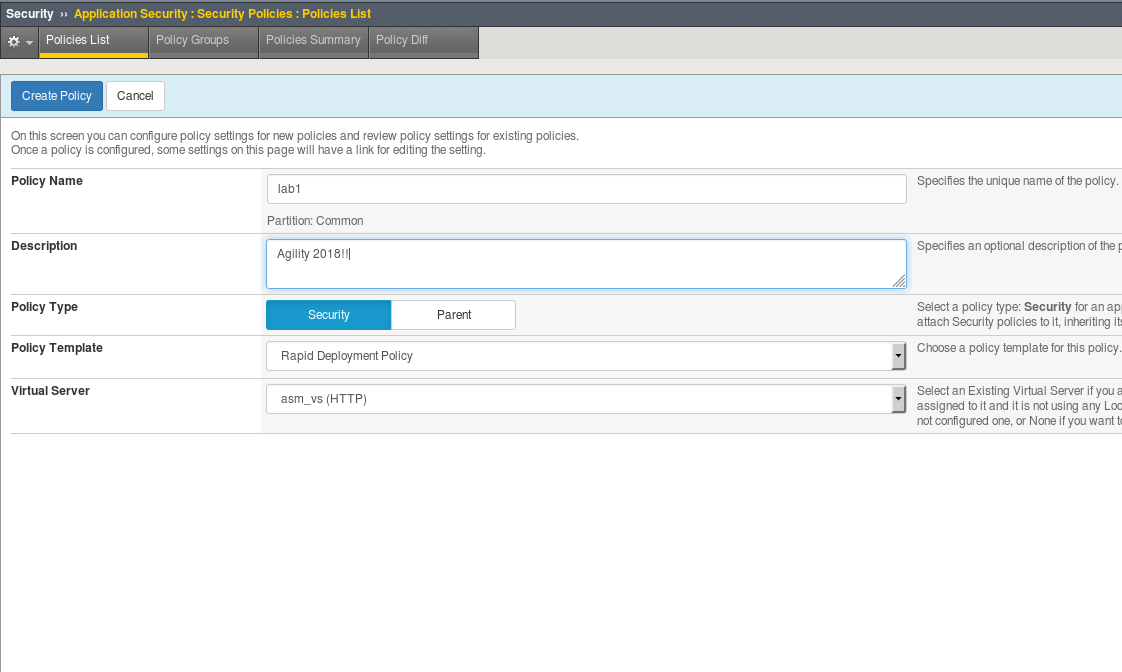 Security ›› Application Security : Security Policies : Policies List
Policies List Policy Groups Policies Summary Policy Diff
Create Policy Cancel
On this screen you can configure policy settings for new policies and review policy settings for existing policies.
Once a policy is configured, some settings on this page will have a link for editing the setting.
Policy Name lab1 Specifies the unique name of the policy.
Partition: Common
Description Agility 2018!! Specifies an optional description of the
Policy Type Security Parent Select a policy type: Security for an
attach Security policies to it, inheriting
Policy Template Rapid Deployment Policy Choose a policy template for this policy.
Virtual Server asm_vs (HTTP) Select an Existing Virtual Server if you
assigned to it and it is not using any
not configured one, or None if you want